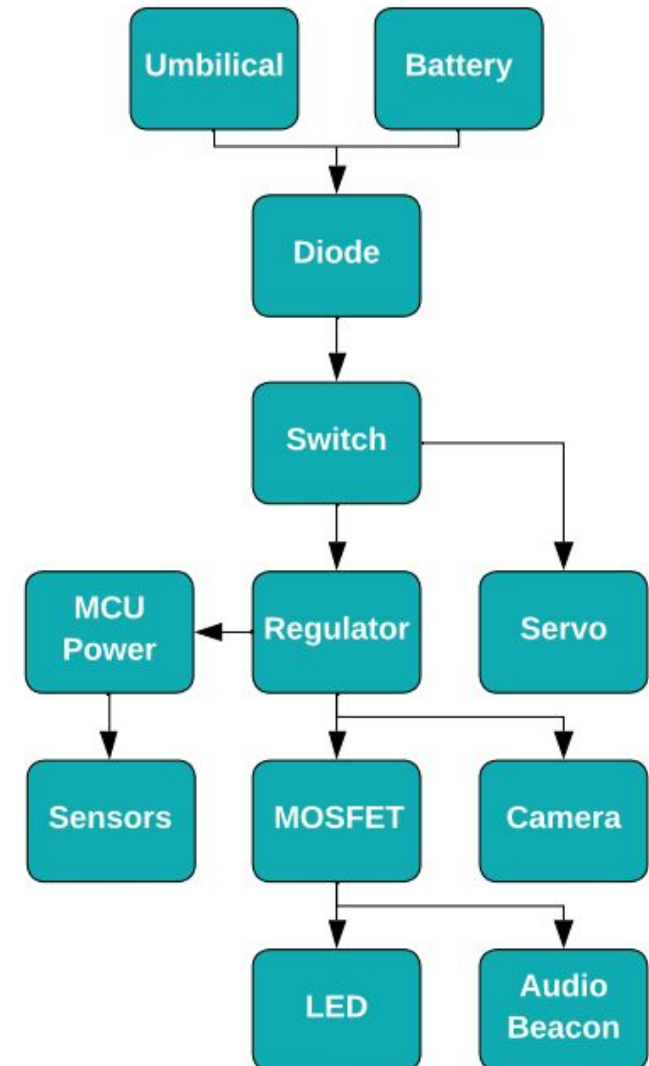 Umbilical
Battery
Diode
Switch
MCU
Power
Regulator
Servo
Sensors
MOSFET
Camera
LED
Audio
Beacon